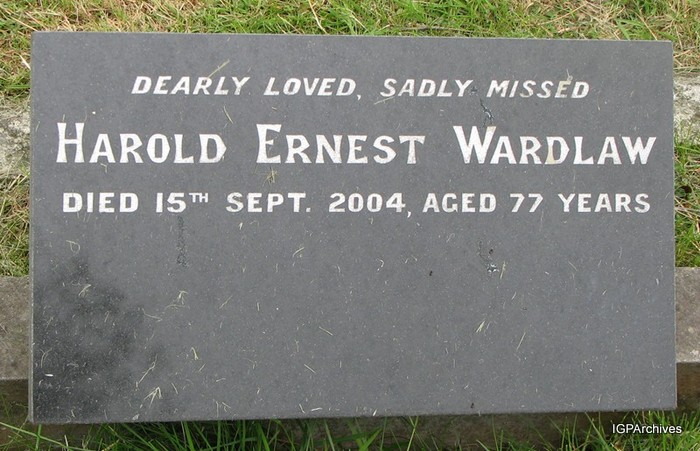 DEARLY LOVED, SADLY MISSED
HAROLD ERNEST WARDLAW
DIED 15TH SEPT. 2004, AGED 77 YEARS
IGPArchives